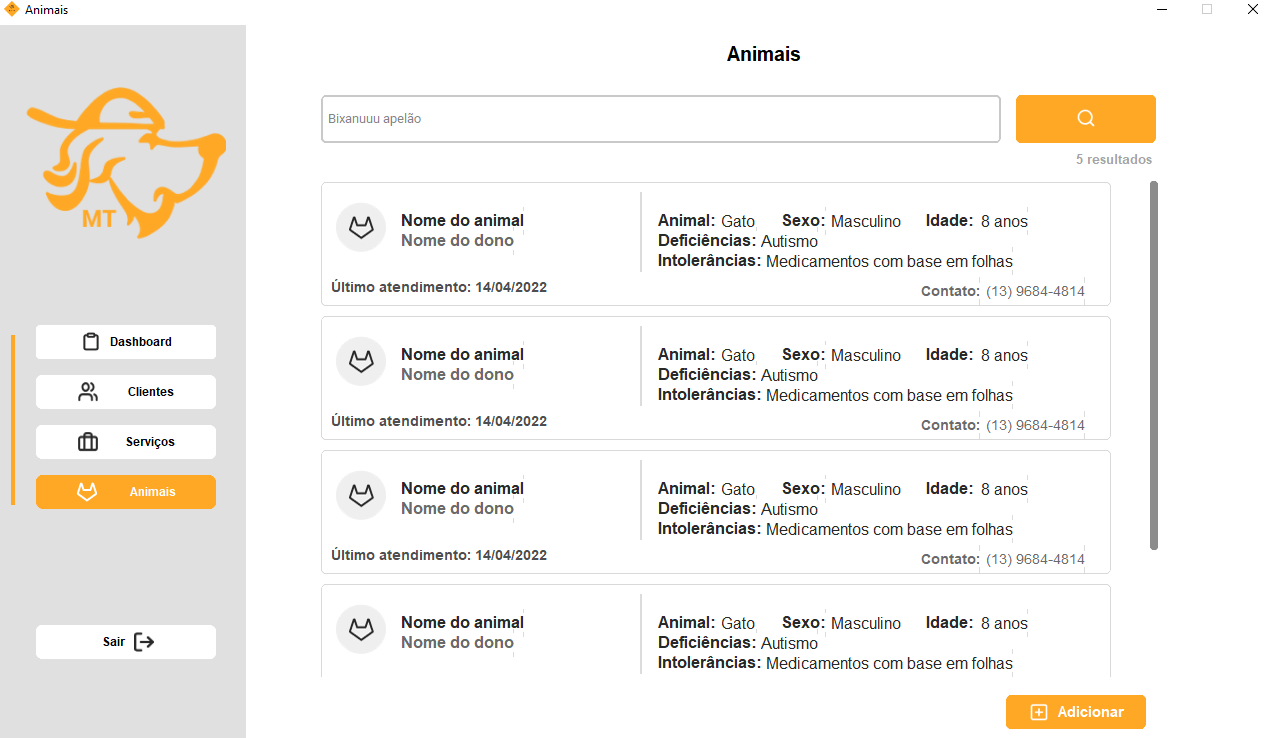 Animais
MT
Dashboard
Clientes
Serviços
Animais
Sair
Animais
Bixanuuu apelão
5 resultados
Nome do animal
Nome do dono
Último atendimento: 14/04/2022
Animal: Gato Sexo: Masculino Idade: 8 anos
Deficiências: Autismo
Intolerâncias: Medicamentos com base em folhas
Contato: (13) 9684-4814
Nome do animal
Nome do dono
Último atendimento: 14/04/2022
Animal: Gato Sexo: Masculino Idade: 8 anos
Deficiências: Autismo
Intolerâncias: Medicamentos com base em folhas
Contato: (13) 9684-4814
Nome do animal
Nome do dono
Último atendimento: 14/04/2022
Animal: Gato Sexo: Masculino Idade: 8 anos
Deficiências: Autismo
Intolerâncias: Medicamentos com base em folhas
Contato: (13) 9684-4814
Nome do animal
Nome do dono
Animal: Gato Sexo: Masculino Idade: 8 anos
Deficiências: Autismo
Intolerâncias: Medicamentos com base em folhas
Adicionar